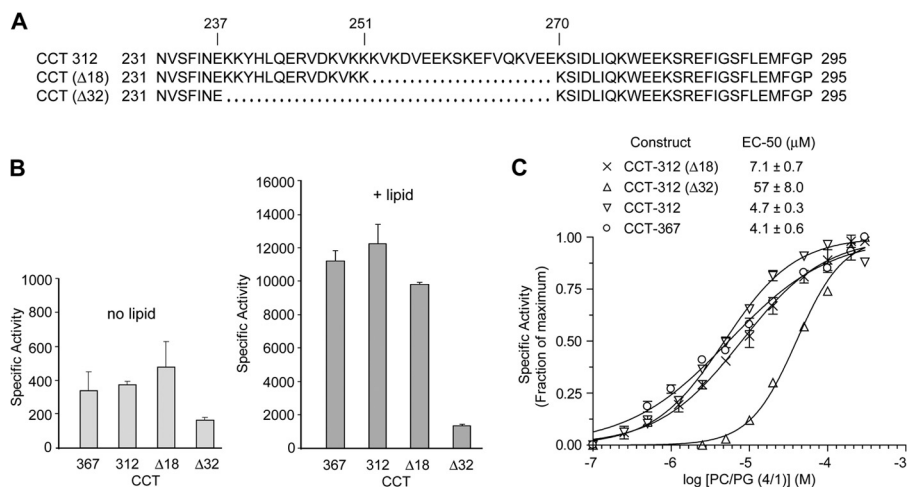 A
237 251 270
CCT 312 231 NVSFINEKKYHLQERVDKVKKKVKDVEEKSKEFVQKVEEKSIDLIQKWEEKSREFIGSFLEMFGP 295
CCT (Δ18) 231 NVSFINEKKYHLQERVDKVKK..................KSIDLIQKWEEKSREFIGSFLEMFGP 295
CCT (Δ32) 231 NVSFINE................................KSIDLIQKWEEKSREFIGSFLEMFGP 295
B
Specific Activity
1000
800
600
400
200
0
no lipid
367 312 Δ18 Δ32
CCT
Specific Activity
16000
14000
12000
10000
8000
6000
4000
2000
0
+ lipid
367 312 Δ18 Δ32
CCT
C
Construct EC-50 (μM)
CCT-312 (Δ18) 7.1 ± 0.7
CCT-312 (Δ32) 57 ± 8.0
CCT-312 4.7 ± 0.3
CCT-367 4.1 ± 0.6
Specific Activity
(Fraction of maximum)
1.00
0.75
0.50
0.25
0.00
-7 -6 -5 -4 -3
log [PC/PG (4/1)] (M)